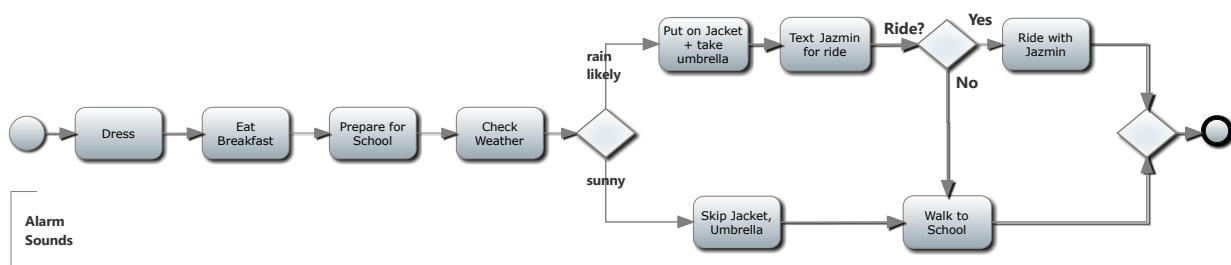 Dress
Eat
Breakfast
Prepare for
School
Check
Weather
rain
likely
Put on Jacket
+ take
umbrella
Text Jazmin
for ride
Ride?
Yes
Ride with
Jazmin
No
sunny
Skip Jacket,
Umbrella
Walk to
School
Alarm
Sounds